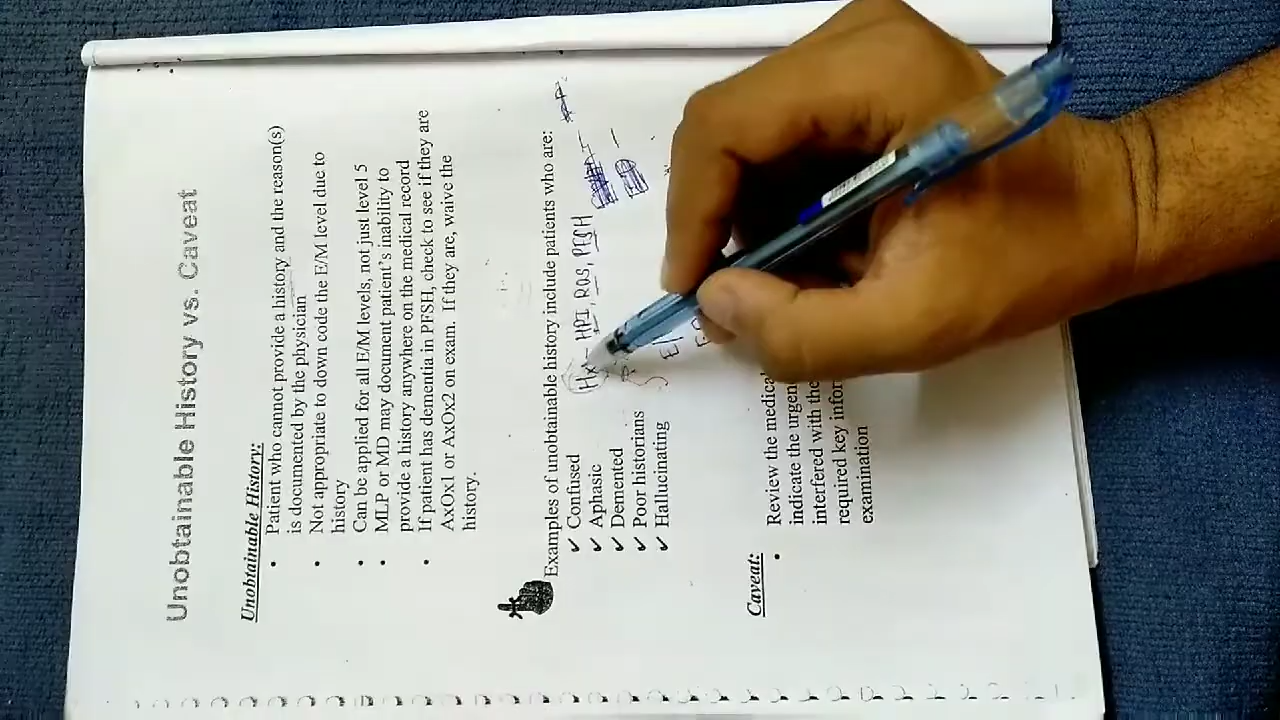 Unobtainable History vs. Caveat
Unobtainable History:
• Patient who cannot provide a history and the reason(s)
is documented by the physician
• Not appropriate to down code the E/M level due to
history
• Can be applied for all E/M levels, not just level 5
• MLP or MD may document patient's inability to
provide a history anywhere on the medical record
• If patient has dementia in PFSH, check to see if they are
AxOx1 or AxOx2 on exam. If they are, waive the
history.
Examples of unobtainable history include patients who are:
✓ Confused
✓ Aphasic
✓ Demented
✓ Poor historians
✓ Hallucinating
Hx - HPI, ROS, PFSH
Caveat:
• Review the medical
indicate the urgen
interfered with the
required key infor
examination